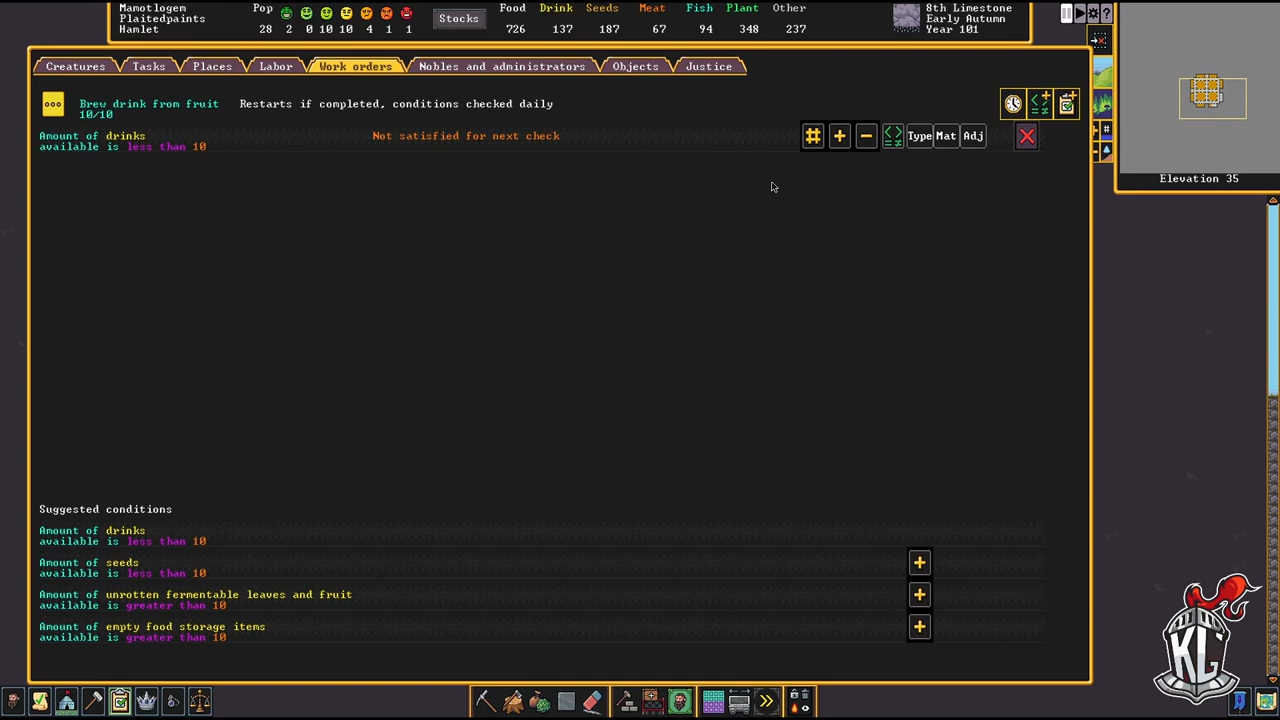 Mamotlogem
Plaitedpaints
Hamlet
Pop
28 2 0 10 10 4 1 1
Stocks
Food Drink Seeds Meat Fish Plant Other
726 137 187 67 94 348 237
8th Limestone
Early Autumn
Year 101
Creatures Tasks Places Labor Work orders Nobles and administrators Objects Justice
Brew drink from fruit Restarts if completed, conditions checked daily
10/10
Amount of drinks Not satisfied for next check
available is less than 10
Type Mat Adj
Elevation 35
Suggested conditions
Amount of drinks
available is less than 10
Amount of seeds
available is less than 10
Amount of unrotten fermentable leaves and fruit
available is greater than 10
Amount of empty food storage items
available is greater than 10
KG